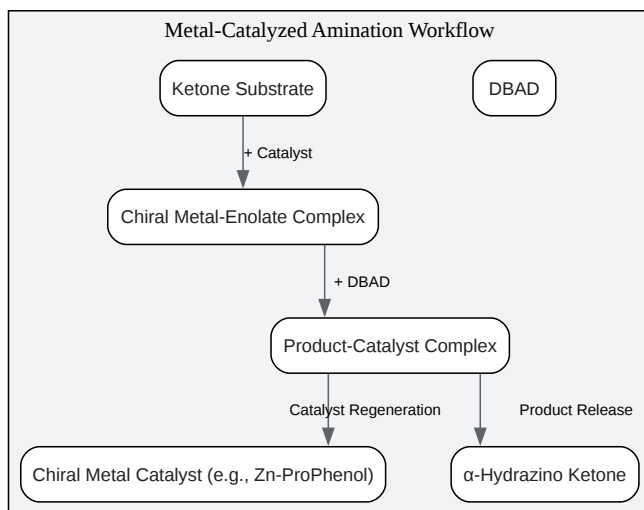 Metal-Catalyzed Amination Workflow
Ketone Substrate
DBAD
+ Catalyst
Chiral Metal-Enolate Complex
+ DBAD
Product-Catalyst Complex
Catalyst Regeneration
Product Release
Chiral Metal Catalyst (e.g., Zn-ProPhenol)
α-Hydrazino Ketone